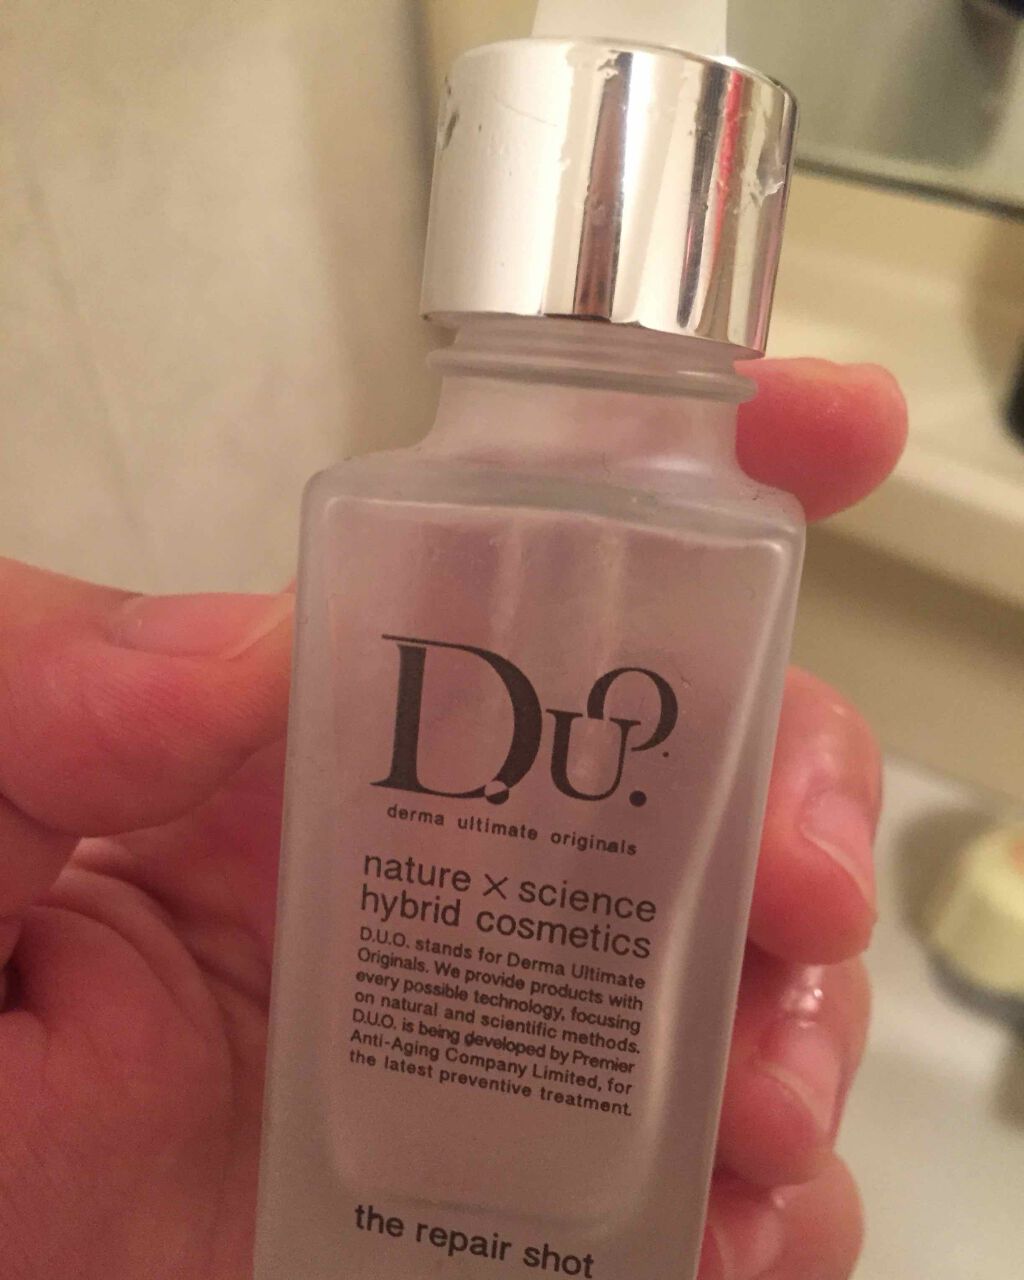 D.U.O.
derma ultimate originals
nature × science
hybrid cosmetics
D.U.O. stands for Derma Ultimate
Originals. We provide products with
every possible technology, focusing
on natural and scientific methods.
D.U.O. is being developed by Premier
Anti-Aging Company Limited, for
the latest preventive treatment.
the repair shot